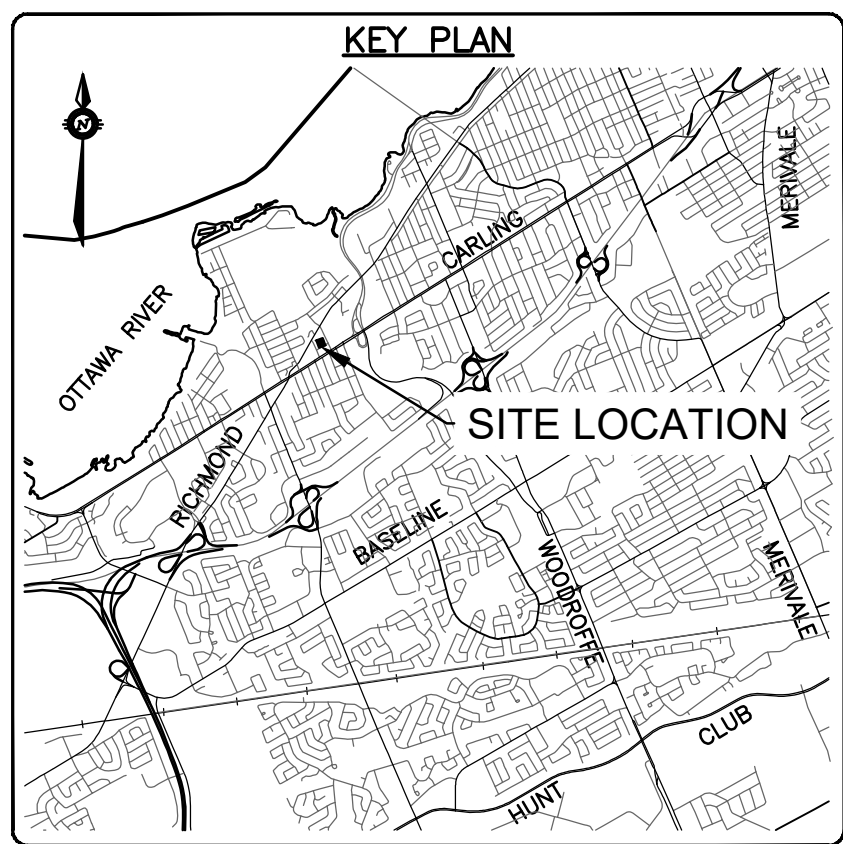 KEY PLAN
N
MERIVALE
CARLING
OTTAWA RIVER
SITE LOCATION
RICHMOND
BASELINE
WOODROFFE
MERIVALE
CLUB
HUNT